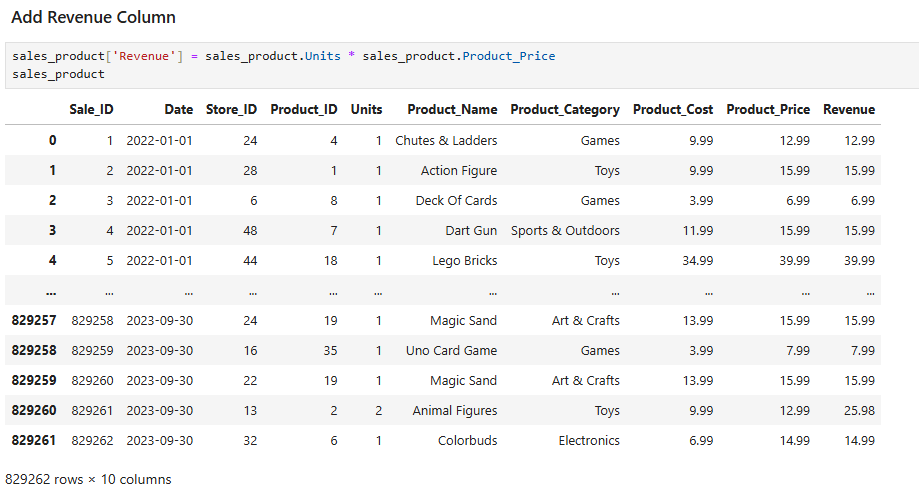 Add Revenue Column
sales_product['Revenue'] = sales_product.Units * sales_product.Product_Price
sales_product
Sale_ID Date Store_ID Product_ID Units Product_Name Product_Category Product_Cost Product_Price Revenue
0 1 2022-01-01 24 4 1 Chutes & Ladders Games 9.99 12.99 12.99
1 2 2022-01-01 28 1 1 Action Figure Toys 9.99 15.99 15.99
2 3 2022-01-01 6 8 1 Deck Of Cards Games 3.99 6.99 6.99
3 4 2022-01-01 48 7 1 Dart Gun Sports & Outdoors 11.99 15.99 15.99
4 5 2022-01-01 44 18 1 Lego Bricks Toys 34.99 39.99 39.99
... ... ... ... ... ... ... ... ... ... ...
829257 829258 2023-09-30 24 19 1 Magic Sand Art & Crafts 13.99 15.99 15.99
829258 829259 2023-09-30 16 35 1 Uno Card Game Games 3.99 7.99 7.99
829259 829260 2023-09-30 22 19 1 Magic Sand Art & Crafts 13.99 15.99 15.99
829260 829261 2023-09-30 13 2 2 Animal Figures Toys 9.99 12.99 25.98
829261 829262 2023-09-30 32 6 1 Colorbuds Electronics 6.99 14.99 14.99
829262 rows × 10 columns